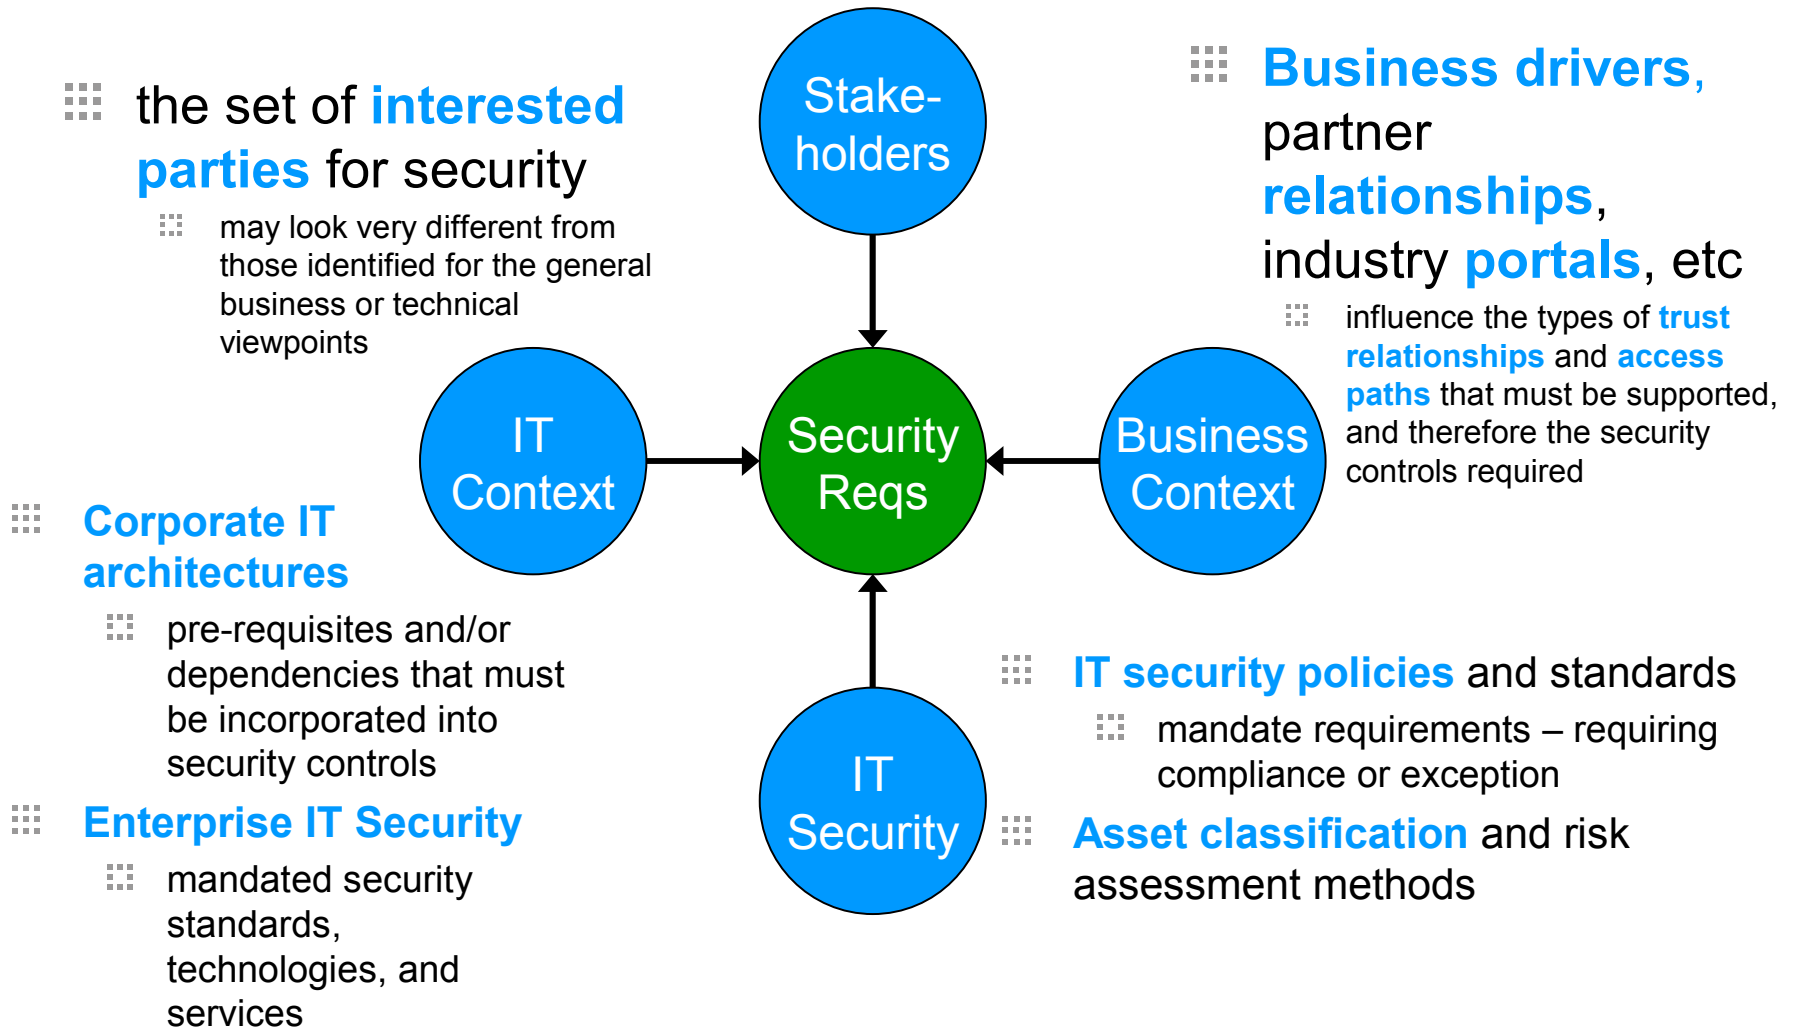 the set of interested
parties for security
may look very different from
those identified for the general
business or technical
viewpoints
Stake-
holders
Business drivers,
partner
relationships,
industry portals, etc
influence the types of trust
relationships and access
paths that must be supported,
and therefore the security
controls required
IT
Context
Security
Reqs
Business
Context
Corporate IT
architectures
pre-requisites and/or
dependencies that must
be incorporated into
security controls
Enterprise IT Security
mandated security
standards,
technologies, and
services
IT
Security
IT security policies and standards
mandate requirements – requiring
compliance or exception
Asset classification and risk
assessment methods